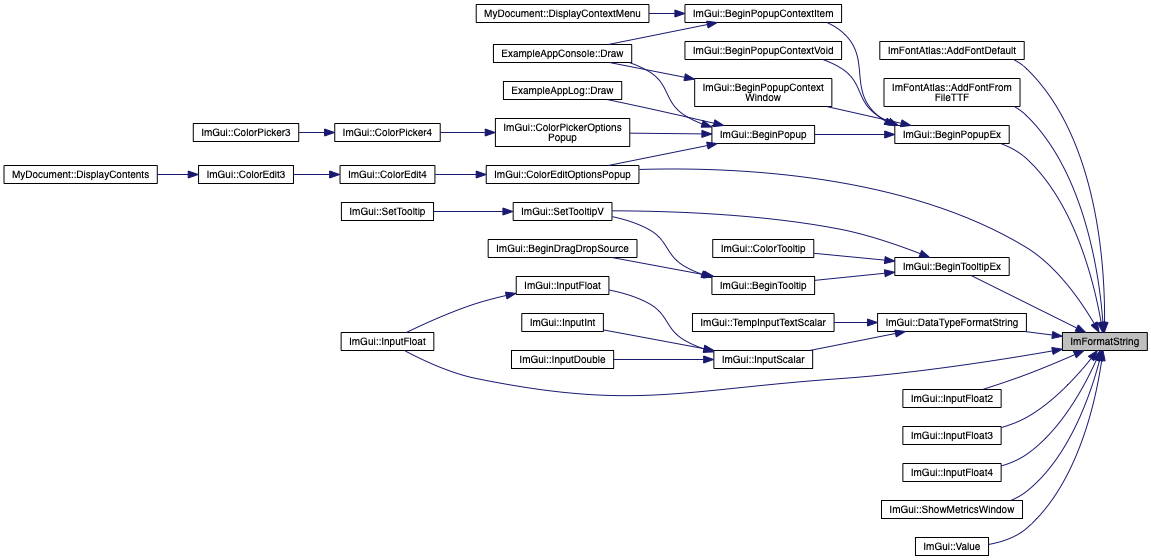 MyDocument::DisplayContextMenu
ImGui::BeginPopupContextItem
ExampleAppConsole::Draw
ImGui::BeginPopupContextVoid
ImFontAtlas::AddFontDefault
ExampleAppLog::Draw
ImGui::BeginPopupContext
Window
ImFontAtlas::AddFontFrom
FileTTF
ImGui::ColorPicker3
ImGui::ColorPicker4
ImGui::ColorPickerOptions
Popup
ImGui::BeginPopup
ImGui::BeginPopupEx
MyDocument::DisplayContents
ImGui::ColorEdit3
ImGui::ColorEdit4
ImGui::ColorEditOptionsPopup
ImGui::SetTooltip
ImGui::SetTooltipV
ImGui::BeginDragDropSource
ImGui::ColorTooltip
ImGui::BeginTooltipEx
ImGui::InputFloat
ImGui::BeginTooltip
ImGui::InputInt
ImGui::TempInputTextScalar
ImGui::DataTypeFormatString
ImGui::InputFloat
ImFormatString
ImGui::InputDouble
ImGui::InputScalar
ImGui::InputFloat2
ImGui::InputFloat3
ImGui::InputFloat4
ImGui::ShowMetricsWindow
ImGui::Value